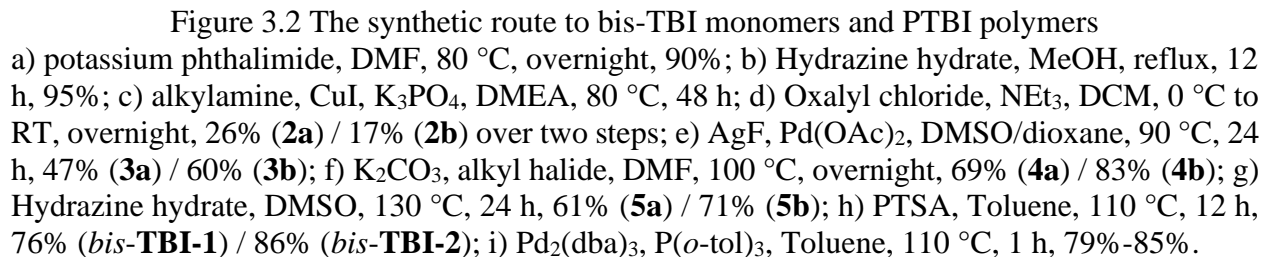 Figure 3.2 The synthetic route to bis-TBI monomers and PTBI polymers
a) potassium phthalimide, DMF, 80 °C, overnight, 90%; b) Hydrazine hydrate, MeOH, reflux, 12
h, 95%; c) alkylamine, CuI, K₃PO₄, DMEA, 80 °C, 48 h; d) Oxalyl chloride, NEt₃, DCM, 0 °C to
RT, overnight, 26% (2a) / 17% (2b) over two steps; e) AgF, Pd(OAc)₂, DMSO/dioxane, 90 °C, 24
h, 47% (3a) / 60% (3b); f) K₂CO₃, alkyl halide, DMF, 100 °C, overnight, 69% (4a) / 83% (4b); g)
Hydrazine hydrate, DMSO, 130 °C, 24 h, 61% (5a) / 71% (5b); h) PTSA, Toluene, 110 °C, 12 h,
76% (bis-TBI-1) / 86% (bis-TBI-2); i) Pd₂(dba)₃, P(o-tol)₃, Toluene, 110 °C, 1 h, 79%-85%.